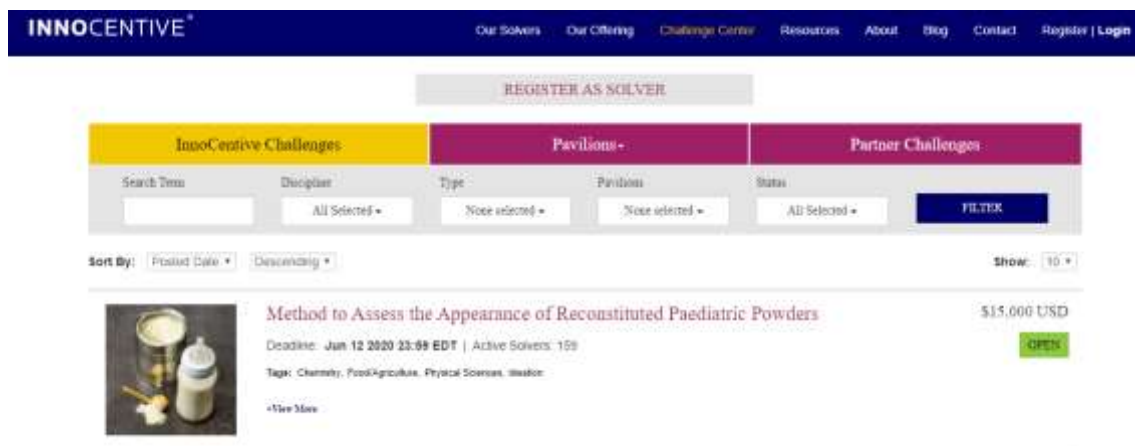 INNOCENTIVE®
Our Solvers Our Offering Challenge Center Resources About Blog Contact Register | Login
REGISTER AS SOLVER
InnoCentive Challenges Pavilions Partner Challenges
Search Term Discipline Type Pavilions Status
All Selected None selected None selected All Selected FILTER
Sort By: Posted Date Descending Show: 10
Method to Assess the Appearance of Reconstituted Paediatric Powders $15,000 USD
Deadline: Jun 12 2020 23:59 EDT | Active Solvers: 159 OPEN
Tags: Chemistry, Food/Agriculture, Physical Sciences, Ideation
+View More